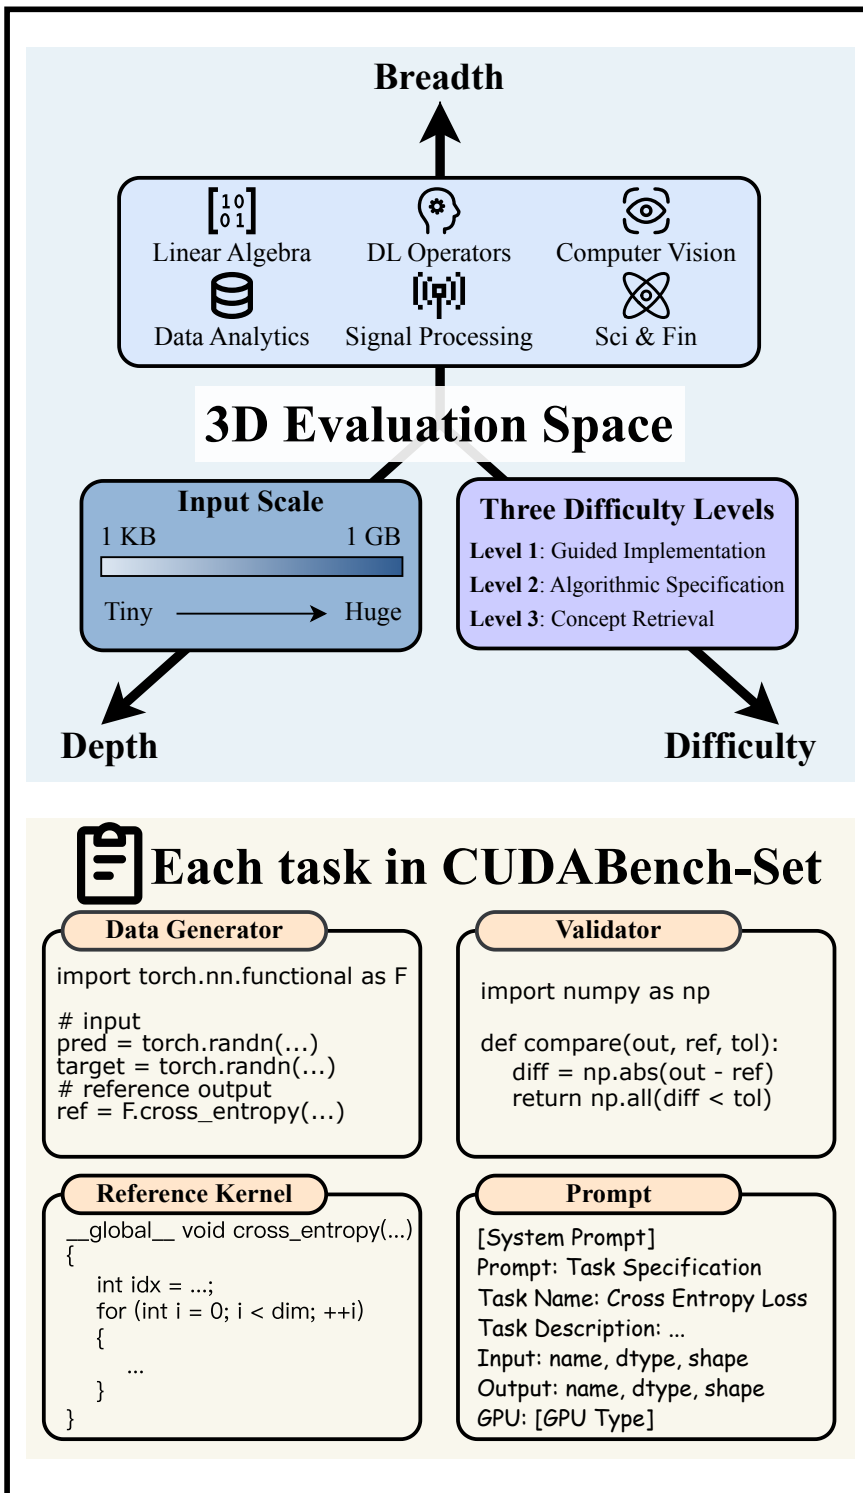 Breadth
10
01
Linear Algebra DL Operators Computer Vision
Data Analytics Signal Processing Sci & Fin
3D Evaluation Space
Input Scale
1 KB 1 GB
Tiny Huge
Three Difficulty Levels
Level 1: Guided Implementation
Level 2: Algorithmic Specification
Level 3: Concept Retrieval
Depth
Difficulty
Each task in CUDABench-Set
Data Generator
import torch.nn.functional as F
# input
pred = torch.randn(...)
target = torch.randn(...)
# reference output
ref = F.cross_entropy(...)
Validator
import numpy as np
def compare(out, ref, tol):
diff = np.abs(out - ref)
return np.all(diff < tol)
Reference Kernel
__global__ void cross_entropy(...)
{
int idx = ...;
for (int i = 0; i < dim; ++i)
{
...
}
}
Prompt
[System Prompt]
Prompt: Task Specification
Task Name: Cross Entropy Loss
Task Description: ...
Input: name, dtype, shape
Output: name, dtype, shape
GPU: [GPU Type]